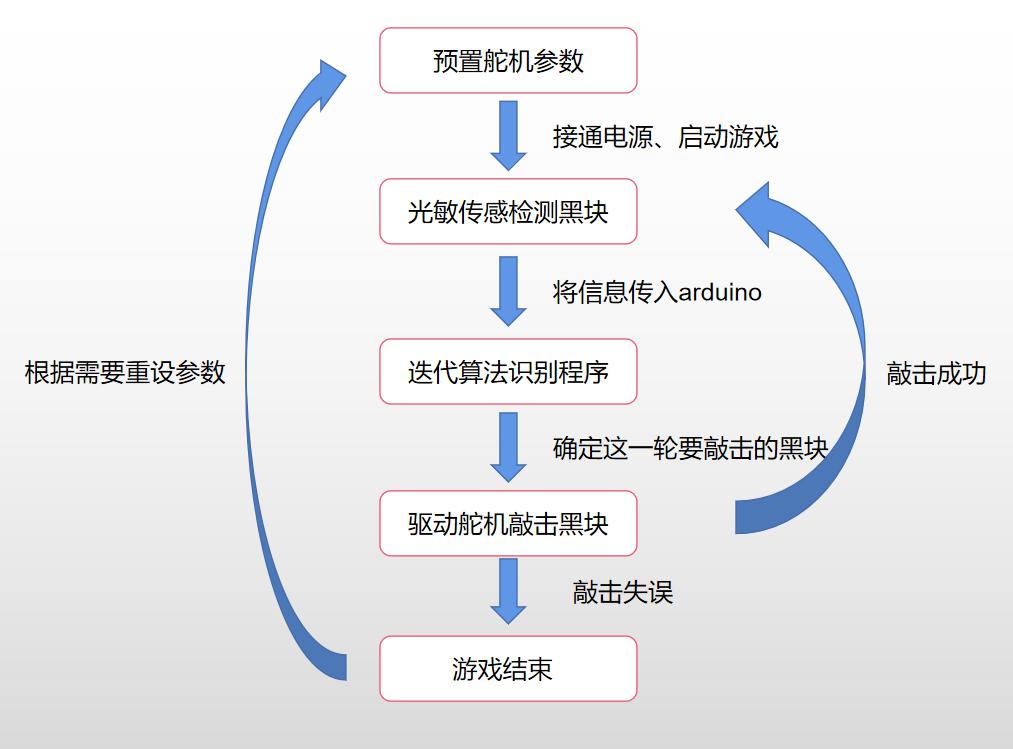 预置舵机参数
接通电源、启动游戏
光敏传感检测黑块
将信息传入arduino
迭代算法识别程序
根据需要重设参数
敲击成功
确定这一轮要敲击的黑块
驱动舵机敲击黑块
敲击失误
游戏结束